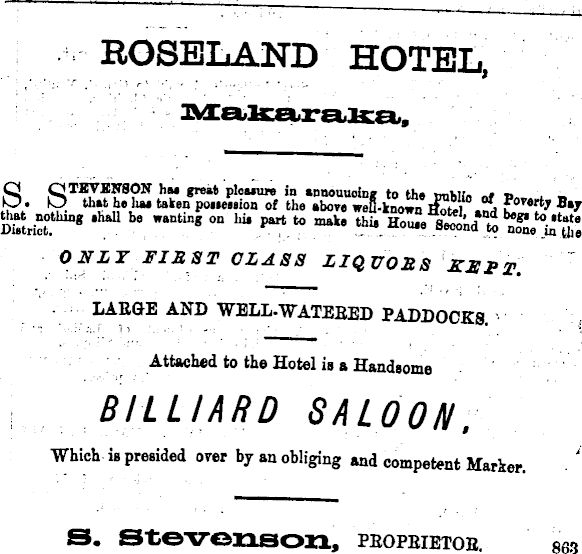 ROSELAND HOTEL,
Makaraka,
S. STEVENSON has great pleasure in announcing to the public of Poverty Bay
that he has taken possession of the above well-known Hotel, and begs to state
that nothing shall be wanting on his part to make this House Second to none in the
District.
ONLY FIRST CLASS LIQUORS KEPT.
LARGE AND WELL-WATERED PADDOCKS.
Attached to the Hotel is a Handsome
BILLIARD SALOON,
Which is presided over by an obliging and competent Marker.
S. Stevenson, PROPRIETOR. 863